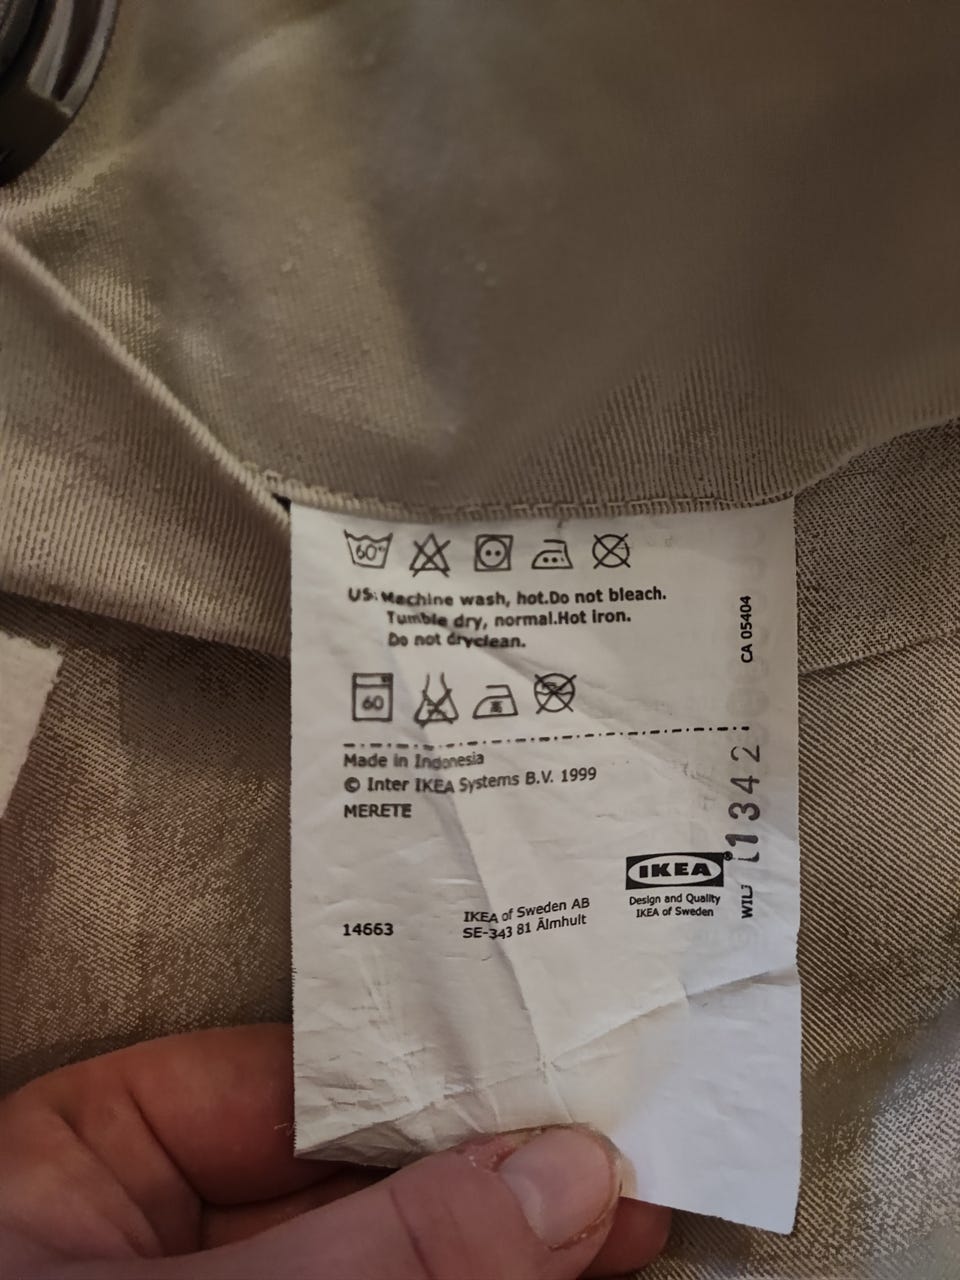 60°
US: Machine wash, hot.Do not bleach.
Tumble dry, normal.Hot iron.
Do not dryclean.
60
Made in Indonesia
© Inter IKEA Systems B.V. 1999
MERETE
IKEA®
Design and Quality
IKEA of Sweden
14663
IKEA of Sweden AB
SE-343 81 Älmhult
CA 05404
1342